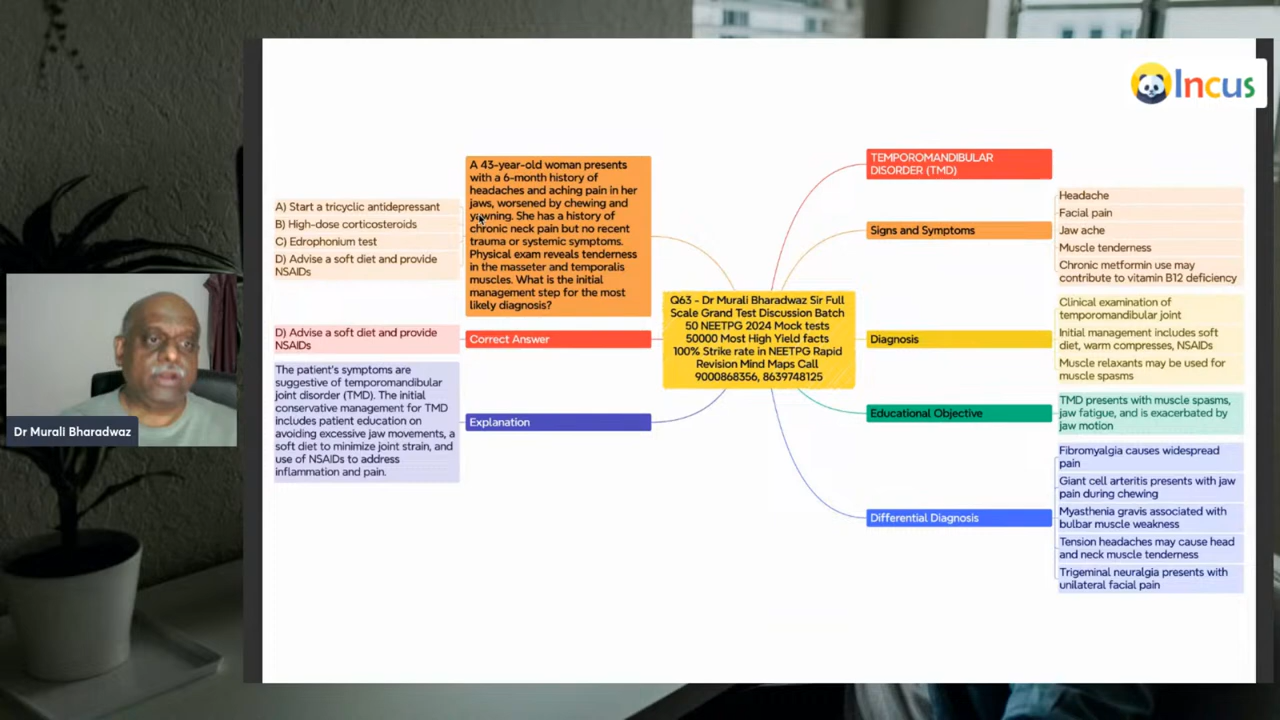 Incus
A 43-year-old woman presents
with a 6-month history of
headaches and aching pain in her
jaws, worsened by chewing and
yawning. She has a history of
chronic neck pain but no recent
trauma or systemic symptoms.
Physical exam reveals tenderness
in the masseter and temporalis
muscles. What is the initial
management step for the most
likely diagnosis?
A) Start a tricyclic antidepressant
B) High-dose corticosteroids
C) Edrophonium test
D) Advise a soft diet and provide
NSAIDs
Correct Answer
D) Advise a soft diet and provide
NSAIDs
Explanation
The patient's symptoms are
suggestive of temporomandibular
joint disorder (TMD). The initial
conservative management for TMD
includes patient education on
avoiding excessive jaw movements, a
soft diet to minimize joint strain, and
use of NSAIDs to address
inflammation and pain.
Q63 - Dr Murali Bharadwaz Sir Full
Scale Grand Test Discussion Batch
50 NEETPG 2024 Mock tests
50000 Most High Yield facts
100% Strike rate in NEETPG Rapid
Revision Mind Maps Call
9000868356, 8639748125
TEMPOROMANDIBULAR
DISORDER (TMD)
Signs and Symptoms
Headache
Facial pain
Jaw ache
Muscle tenderness
Chronic metformin use may
contribute to vitamin B12 deficiency
Diagnosis
Clinical examination of
temporomandibular joint
Initial management includes soft
diet, warm compresses, NSAIDs
Muscle relaxants may be used for
muscle spasms
Educational Objective
TMD presents with muscle spasms,
jaw fatigue, and is exacerbated by
jaw motion
Differential Diagnosis
Fibromyalgia causes widespread
pain
Giant cell arteritis presents with jaw
pain during chewing
Myasthenia gravis associated with
bulbar muscle weakness
Tension headaches may cause head
and neck muscle tenderness
Trigeminal neuralgia presents with
unilateral facial pain
Dr Murali Bharadwaz